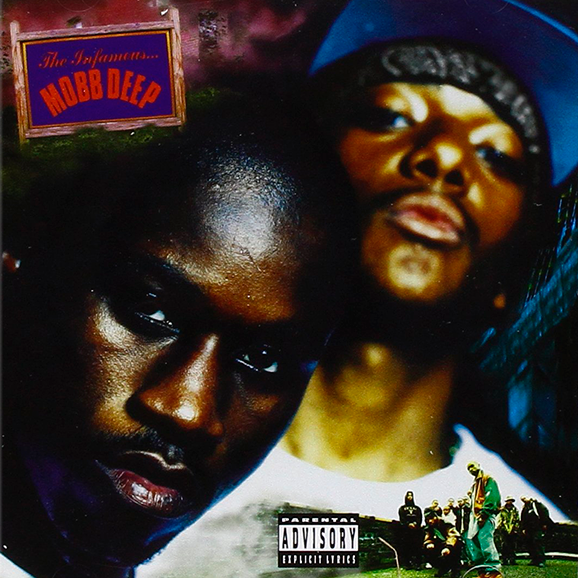 The Infamous...
MOBB DEEP
PARENTAL
ADVISORY
EXPLICIT LYRICS